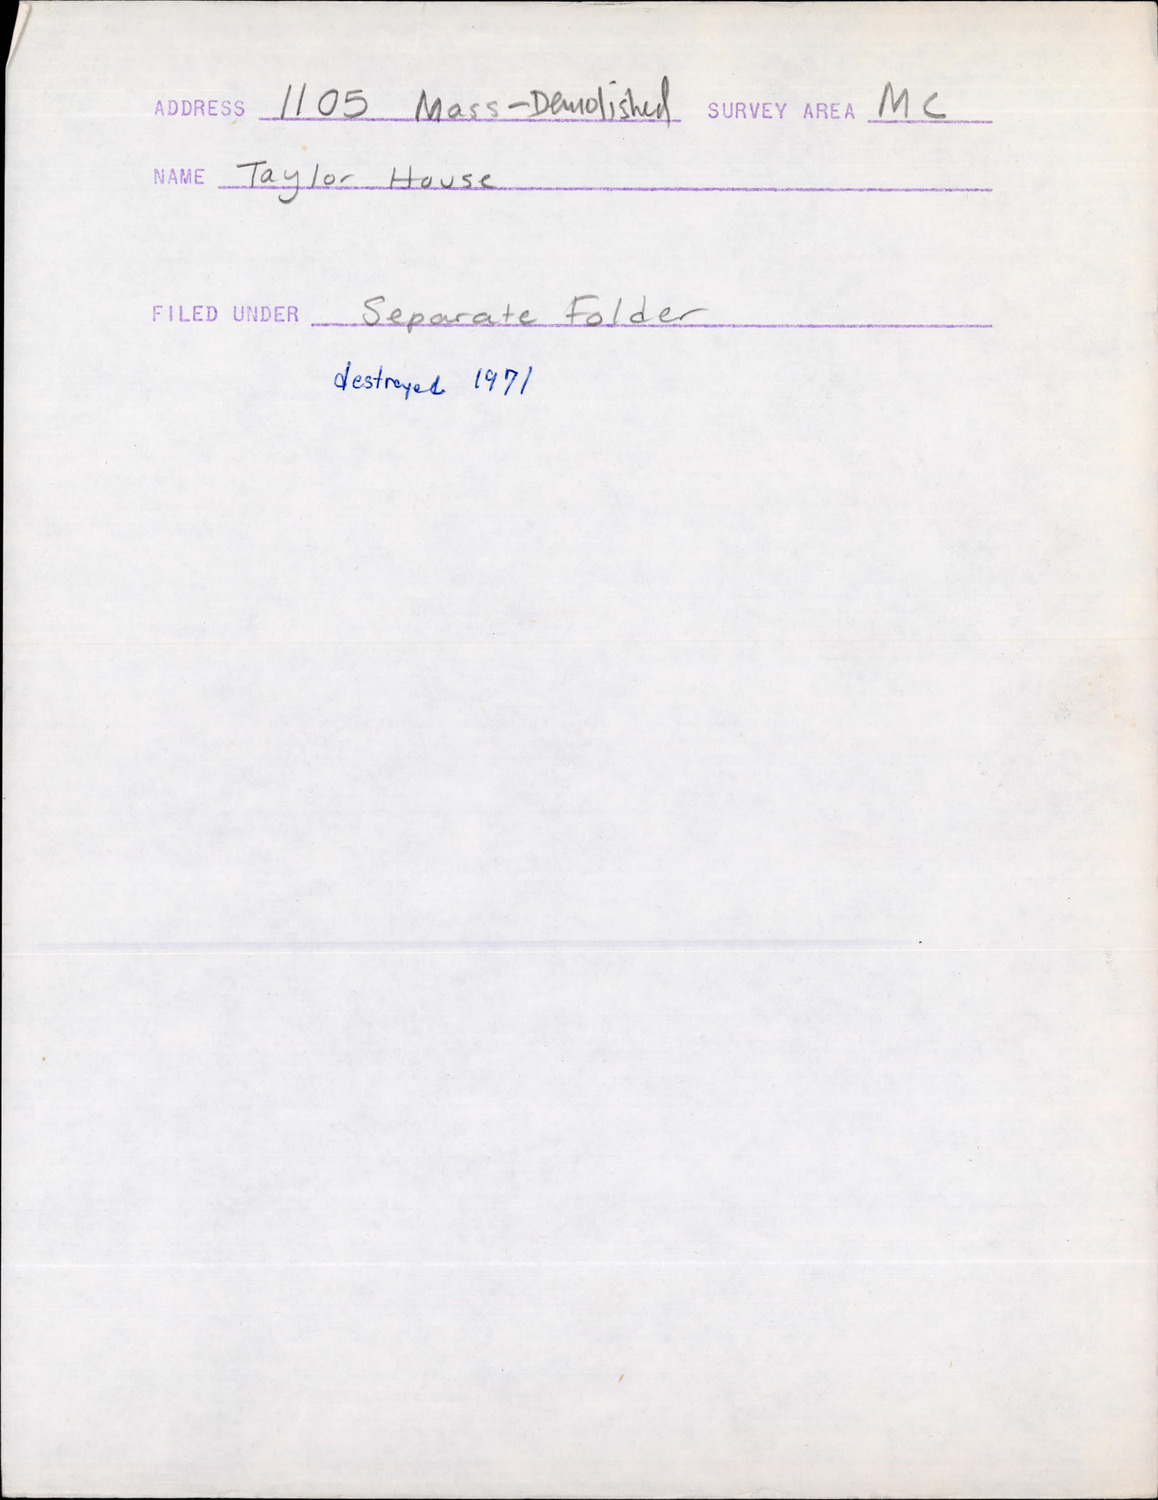 ADDRESS 1105 Mass-Demolished SURVEY AREA MC
NAME Taylor House
FILED UNDER Separate Folder
destroyed 1971